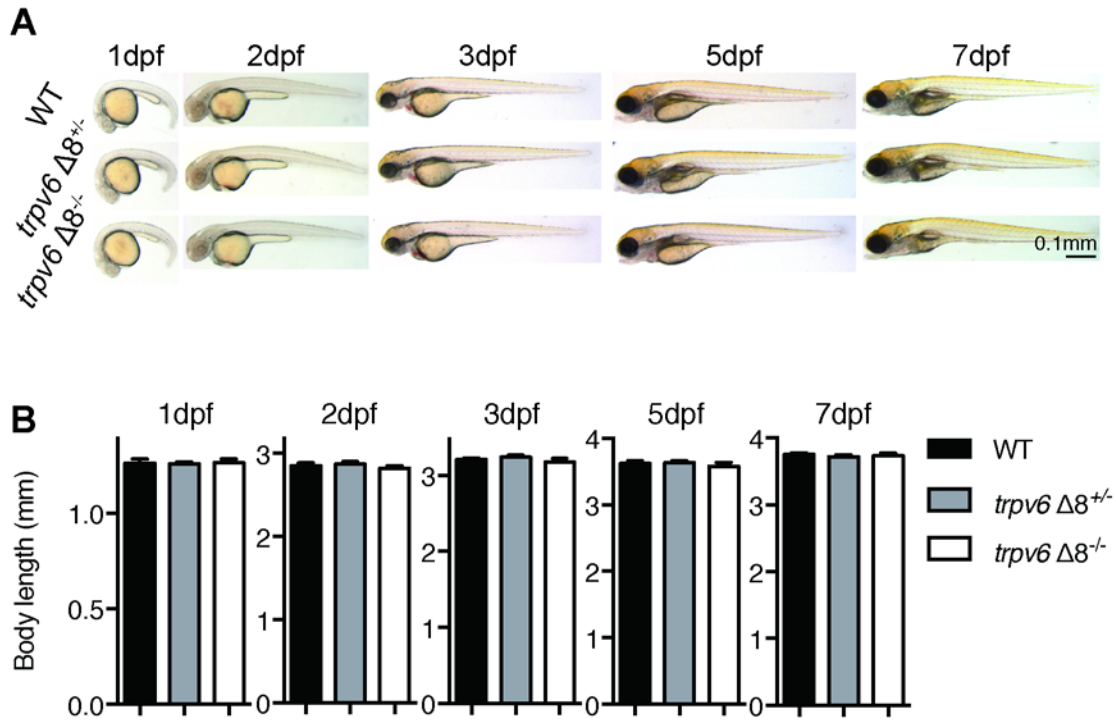 A
1dpf 2dpf 3dpf 5dpf 7dpf
WT
trpv6 Δ8+/-
trpv6 Δ8-/-
0.1mm
B
1dpf 2dpf 3dpf 5dpf 7dpf
Body length (mm)
1.0
0.5
0.0
3
2
1
0
3
2
1
0
4
3
2
1
0
4
3
2
1
0
WT
trpv6 Δ8+/-
trpv6 Δ8-/-